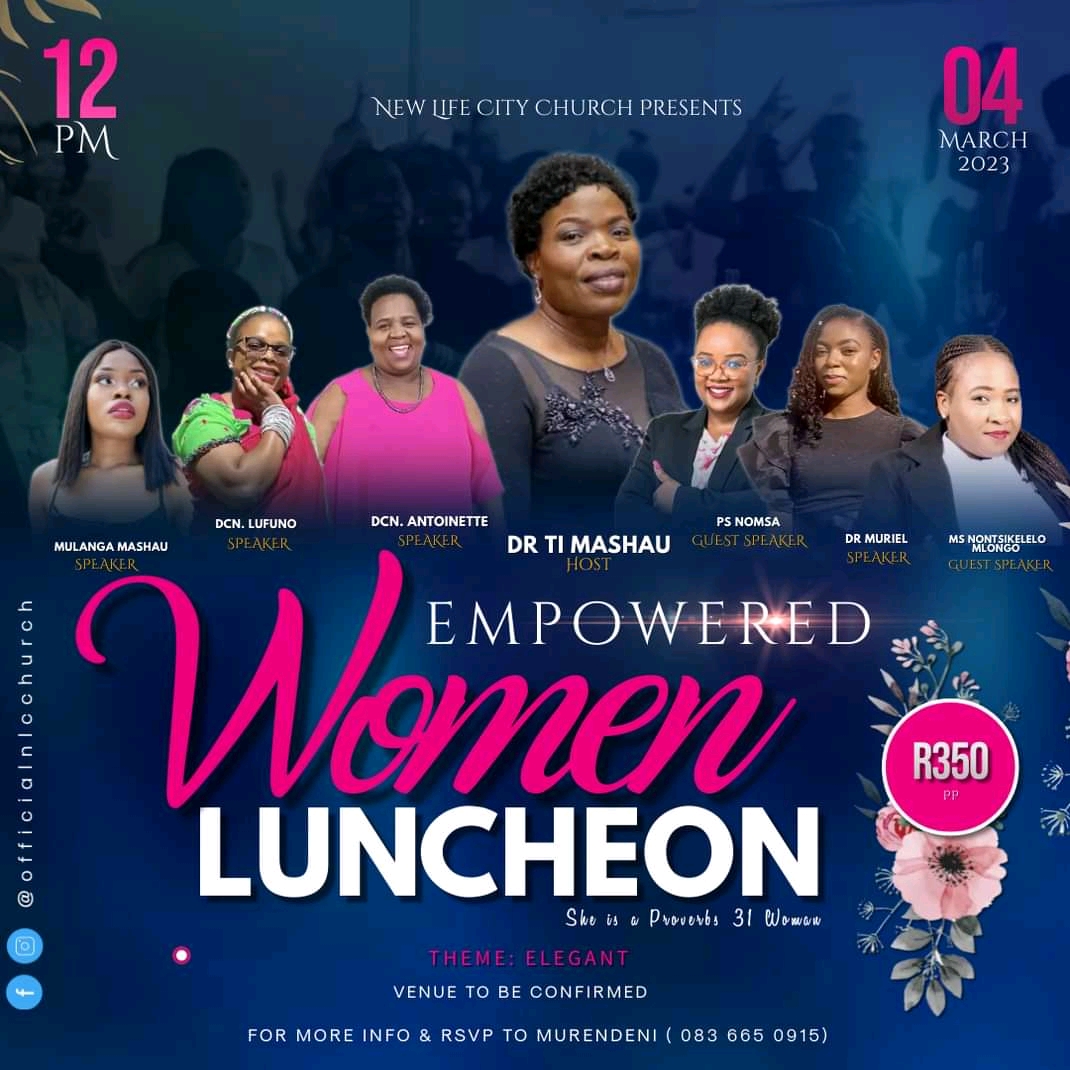 12
PM
New Life City Church Presents
04
March
2023
MULANGA MASHAU
SPEAKER
DCN. LUFUNO
SPEAKER
DCN. ANTOINETTE
SPEAKER
DR TI MASHAU
HOST
PS NOMSA
GUEST SPEAKER
DR MURIEL
SPEAKER
MS NONTSIKELELO
MLONGO
GUEST SPEAKER
EMPOWERED
Women
LUNCHEON
She is a Proverbs 31 Woman
R350
PP
THEME: ELEGANT
VENUE TO BE CONFIRMED
FOR MORE INFO & RSVP TO MURENDENI ( 083 665 0915)
@officialnlcchurch